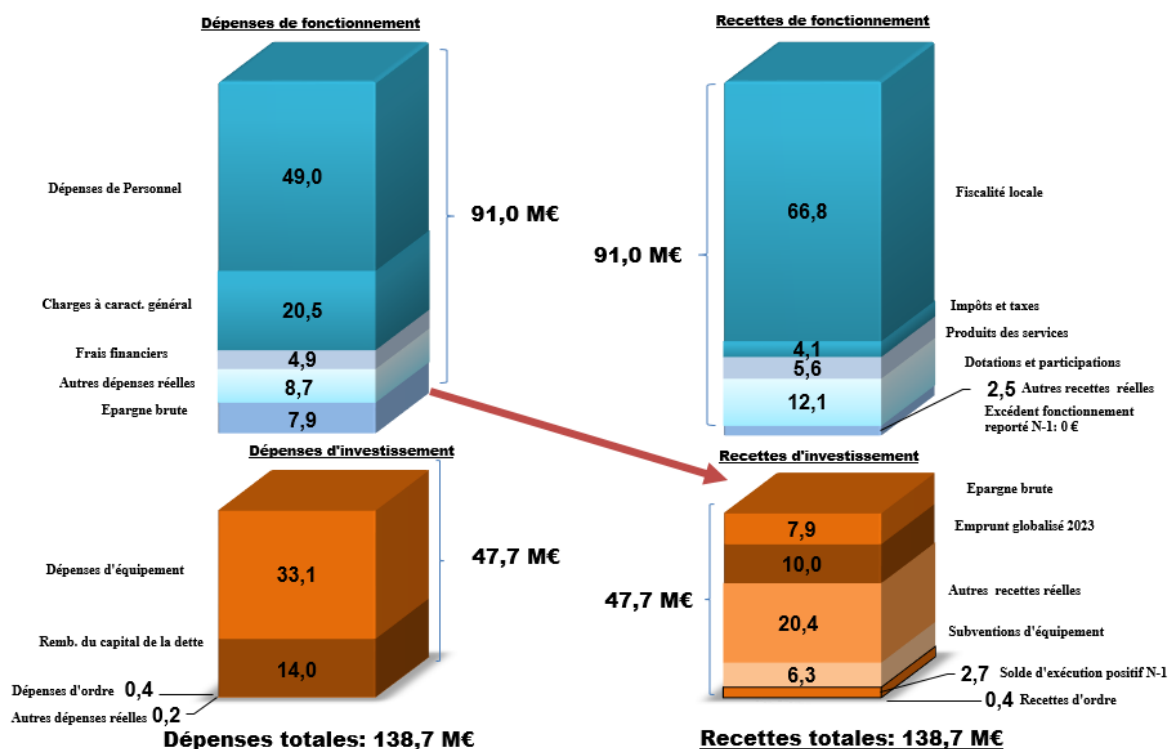 Dépenses de fonctionnement
Dépenses de Personnel
49,0
91,0 M€
Charges à caract. général
20,5
Frais financiers
4,9
Autres dépenses réelles
8,7
Epargne brute
7,9
Recettes de fonctionnement
Fiscalité locale
66,8
91,0 M€
Impôts et taxes
4,1
Produits des services
5,6
Dotations et participations
12,1
2,5 Autres recettes réelles
Excédent fonctionnement
reporté N-1: 0 €
Dépenses d'investissement
Dépenses d'équipement
33,1
47,7 M€
Remb. du capital de la dette
14,0
Dépenses d'ordre 0,4
Autres dépenses réelles 0,2
Dépenses totales: 138,7 M€
Recettes d'investissement
Epargne brute
7,9
Emprunt globalisé 2023
10,0
47,7 M€
Autres recettes réelles
20,4
Subventions d'équipement
6,3
2,7 Solde d'exécution positif N-1
0,4 Recettes d'ordre
Recettes totales: 138,7 M€